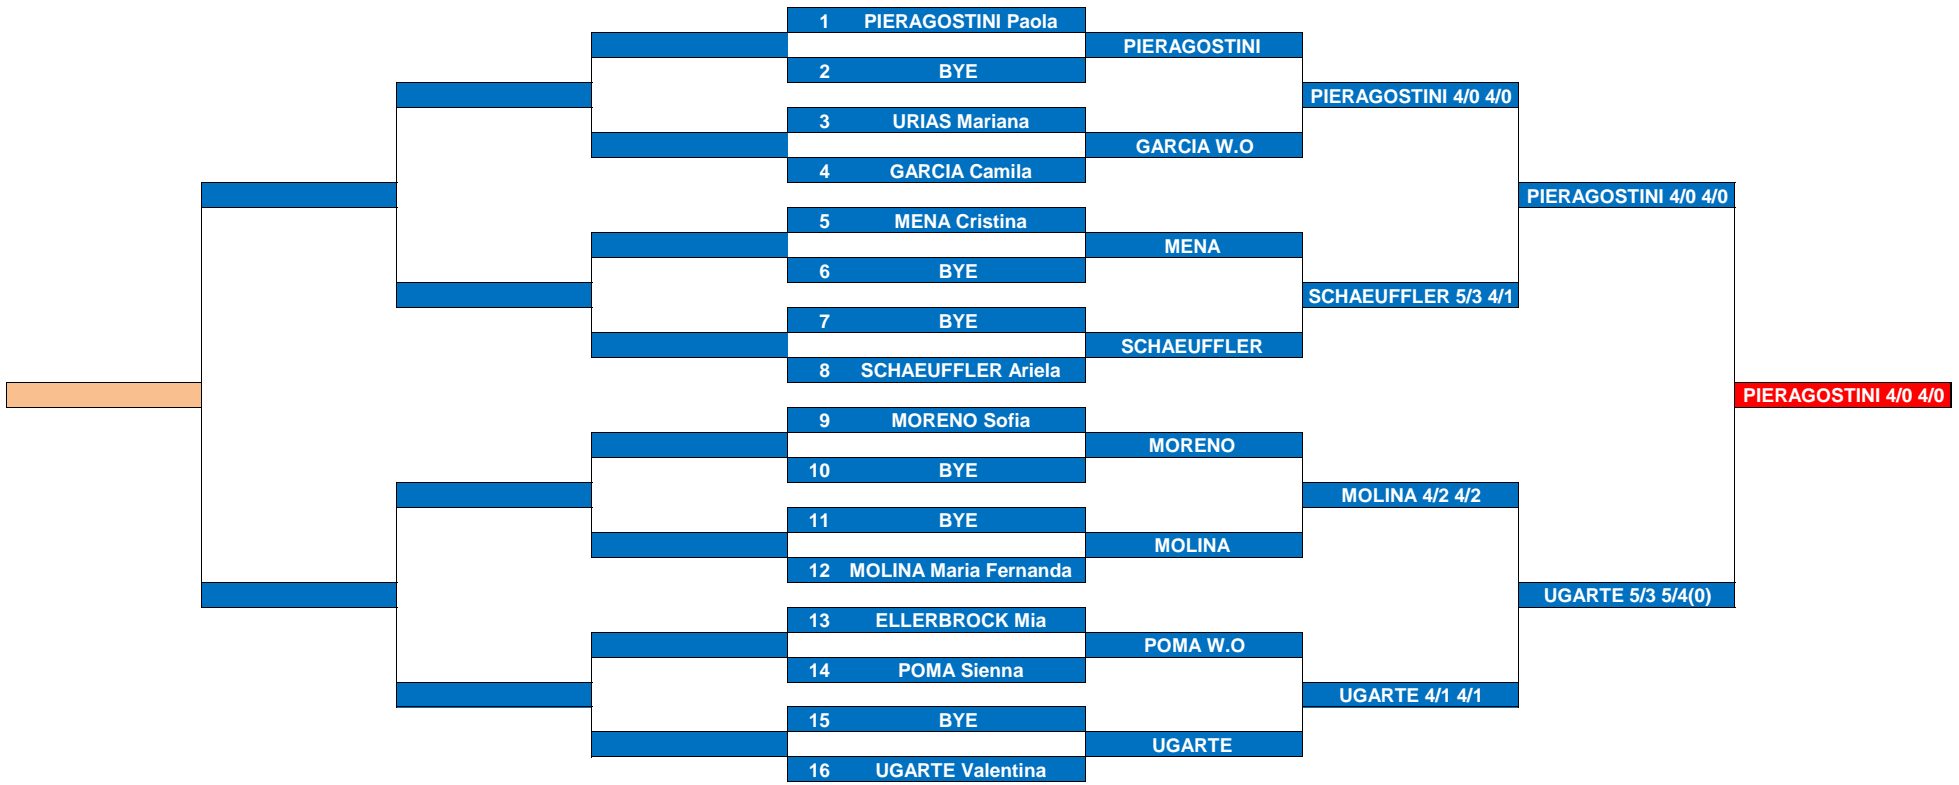 1 PIERAGOSTINI Paola
PIERAGOSTINI
2 BYE
PIERAGOSTINI 4/0 4/0
3 URIAS Mariana
GARCIA W.O
4 GARCIA Camila
PIERAGOSTINI 4/0 4/0
5 MENA Cristina
MENA
6 BYE
SCHAEUFFLER 5/3 4/1
7 BYE
SCHAEUFFLER
8 SCHAEUFFLER Ariela
PIERAGOSTINI 4/0 4/0
9 MORENO Sofia
MORENO
10 BYE
MOLINA 4/2 4/2
11 BYE
MOLINA
12 MOLINA Maria Fernanda
UGARTE 5/3 5/4(0)
13 ELLERBROCK Mia
POMA W.O
14 POMA Sienna
UGARTE 4/1 4/1
15 BYE
UGARTE
16 UGARTE Valentina